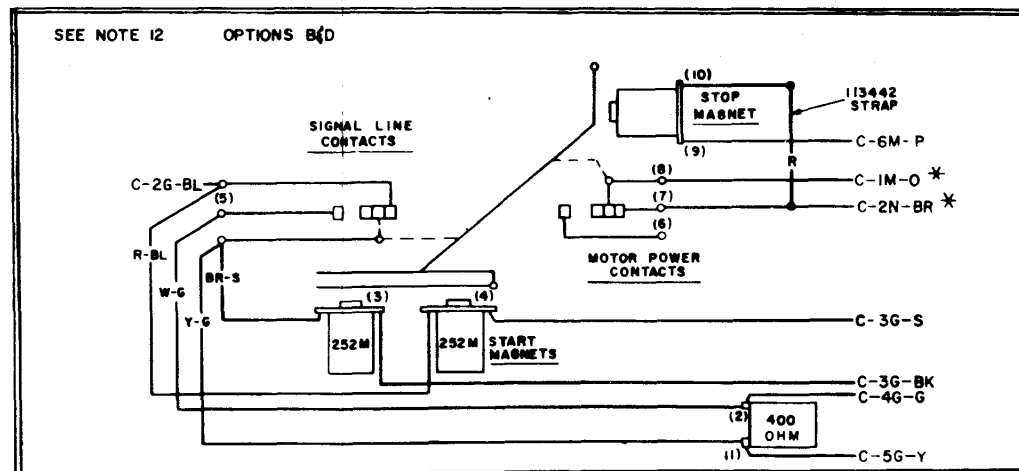 SEE NOTE 12 OPTIONS B&D
(10)
STOP
MAGNET
113442
STRAP
SIGNAL LINE
CONTACTS
(9)
C-6M-P
R
C-2G-BL
(8)
C-1M-O *
(5)
(7)
C-2N-BR *
(6)
R-BL
BR-S
MOTOR POWER
CONTACTS
W-G
Y-G
(3)
(4)
C-3G-S
252M
252M
START
MAGNETS
C-3G-BK
C-4G-G
(2)
400
OHM
(1)
C-5G-Y